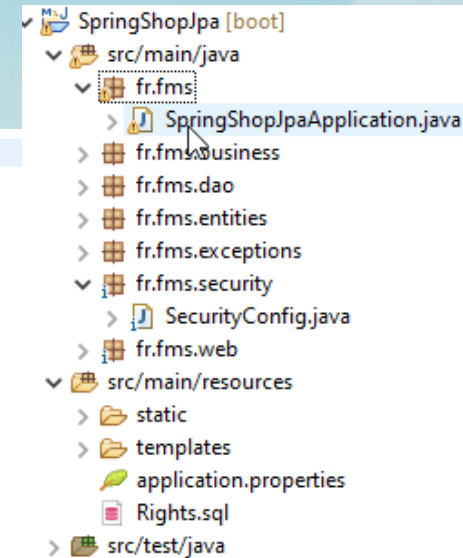 SpringShopJpa [boot]
src/main/java
fr.fms
SpringShopJpaApplication.java
fr.fms.business
fr.fms.dao
fr.fms.entities
fr.fms.exceptions
fr.fms.security
SecurityConfig.java
fr.fms.web
src/main/resources
static
templates
application.properties
Rights.sql
src/test/java